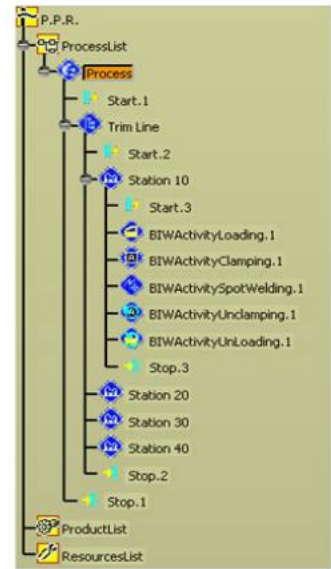 P.P.R.
ProcessList
Process
Start.1
Trim Line
Start.2
Station 10
Start.3
BIWActivityLoading.1
BIWActivityClamping.1
BIWActivitySpotWelding.1
BIWActivityUnclamping.1
BIWActivityUnLoading.1
Stop.3
Station 20
Station 30
Station 40
Stop.2
Stop.1
ProductList
ResourcesList